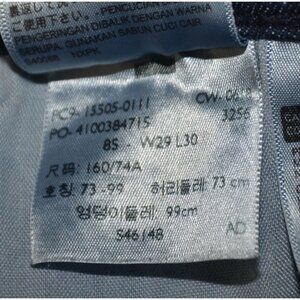 PENGERINGAN DIBALIK DENGAN WARNA
SERUPA. GUNAKAN SABUN CUCI CAIR
S46088 NXPK
PC9- 15505-0111 CW-
PO- 4100384715 3256
8S - W29 L30
尺码: 160/74A
호칭: 73 -99 허리둘레: 73 cm
엉덩이둘레: 99cm
S46148 AD